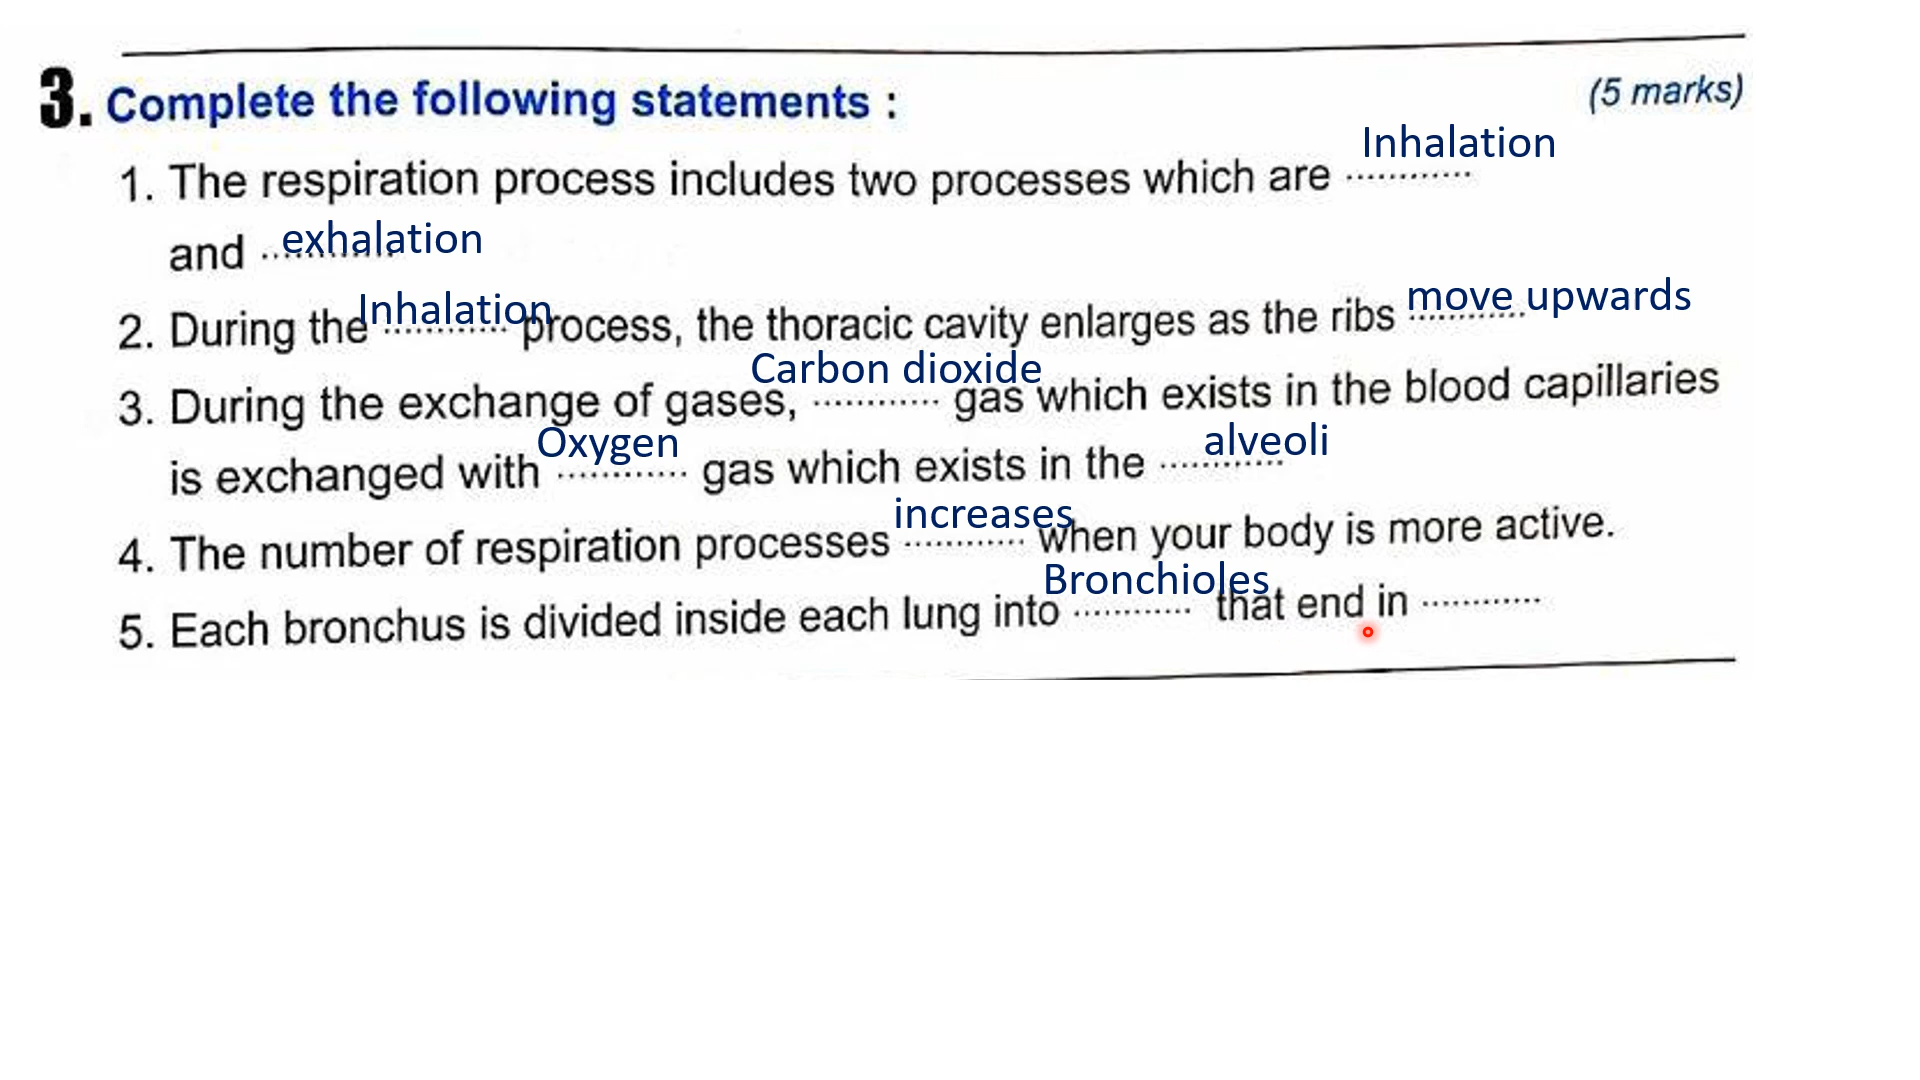 3. Complete the following statements : (5 marks)
1. The respiration process includes two processes which are ............ Inhalation
and ............ exhalation
2. During the ............ Inhalation process, the thoracic cavity enlarges as the ribs ............ move upwards
3. During the exchange of gases, ............ Carbon dioxide gas which exists in the blood capillaries
is exchanged with ............ Oxygen gas which exists in the ............ alveoli
4. The number of respiration processes ............ increases when your body is more active.
5. Each bronchus is divided inside each lung into ............ Bronchioles that end in ............